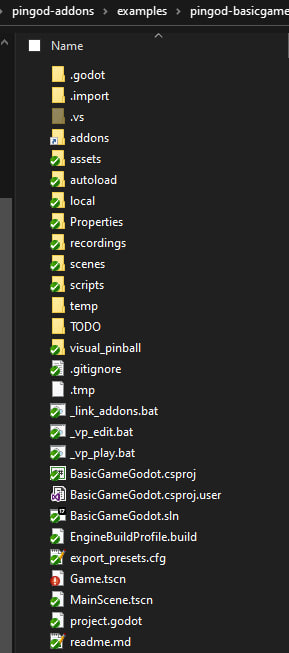 pingod-addons > examples > pingod-basicgame
Name
.godot
.import
.vs
addons
assets
autoload
local
Properties
recordings
scenes
scripts
temp
TODO
visual_pinball
.gitignore
.tmp
_link_addons.bat
_vp_edit.bat
_vp_play.bat
BasicGameGodot.csproj
BasicGameGodot.csproj.user
17 BasicGameGodot.sln
EngineBuildProfile.build
export_presets.cfg
Game.tscn
MainScene.tscn
project.godot
readme.md